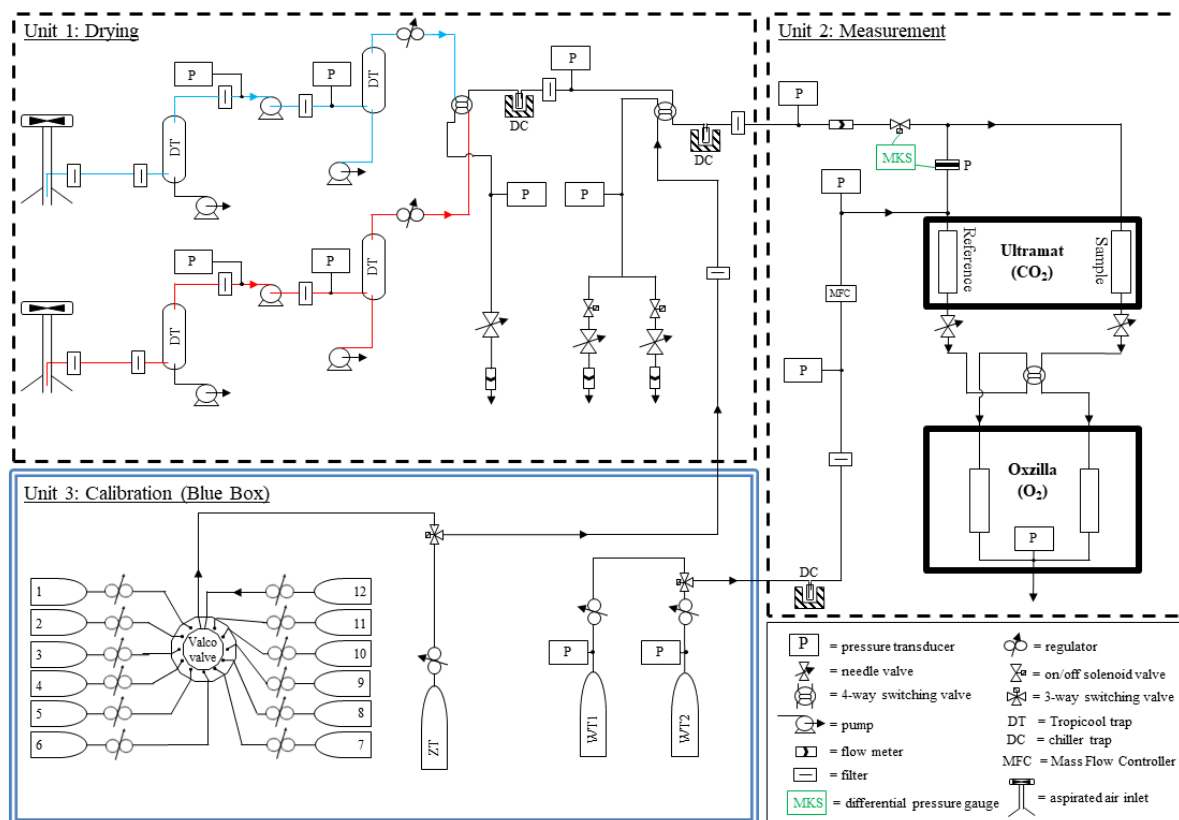 Unit 1: Drying
P
P
DT
DT
P
P
DT
DT
DC
P
DC
P
P
Unit 2: Measurement
P
MKS
P
P
Reference
Ultramat
(CO2)
Sample
MFC
P
Oxzilla
(O2)
P
DC
Unit 3: Calibration (Blue Box)
1
2
3
4
5
6
Valco
valve
12
11
10
9
8
7
ZT
P
P
WT1
WT2
P
= pressure transducer
= needle valve
= 4-way switching valve
= pump
= flow meter
= filter
MKS = differential pressure gauge
= regulator
= on/off solenoid valve
= 3-way switching valve
DT = Tropicool trap
DC = chiller trap
MFC = Mass Flow Controller
= aspirated air inlet